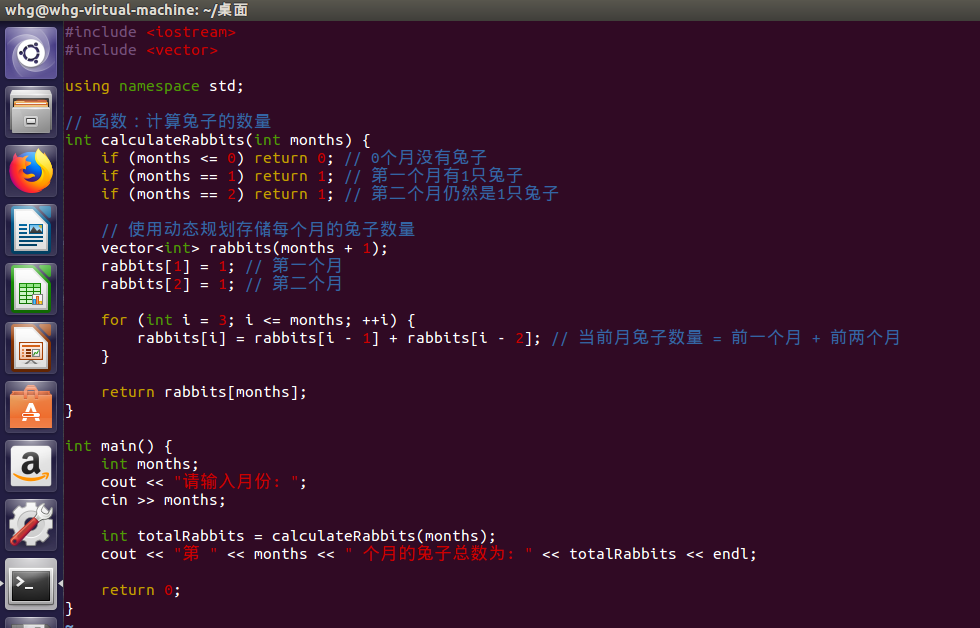 whg@whg-virtual-machine: ~/桌面
#include <iostream>
#include <vector>
using namespace std;
// 函数：计算兔子的数量
int calculateRabbits(int months) {
    if (months <= 0) return 0; // 0个月没有兔子
    if (months == 1) return 1; // 第一个月有1只兔子
    if (months == 2) return 1; // 第二个月仍然是1只兔子
    // 使用动态规划存储每个月的兔子数量
    vector<int> rabbits(months + 1);
    rabbits[1] = 1; // 第一个月
    rabbits[2] = 1; // 第二个月
    for (int i = 3; i <= months; ++i) {
        rabbits[i] = rabbits[i - 1] + rabbits[i - 2]; // 当前月兔子数量 = 前一个月 + 前两个月
    }
    return rabbits[months];
}
int main() {
    int months;
    cout << "请输入月份: ";
    cin >> months;
    int totalRabbits = calculateRabbits(months);
    cout << "第 " << months << " 个月的兔子总数为: " << totalRabbits << endl;
    return 0;
}
~